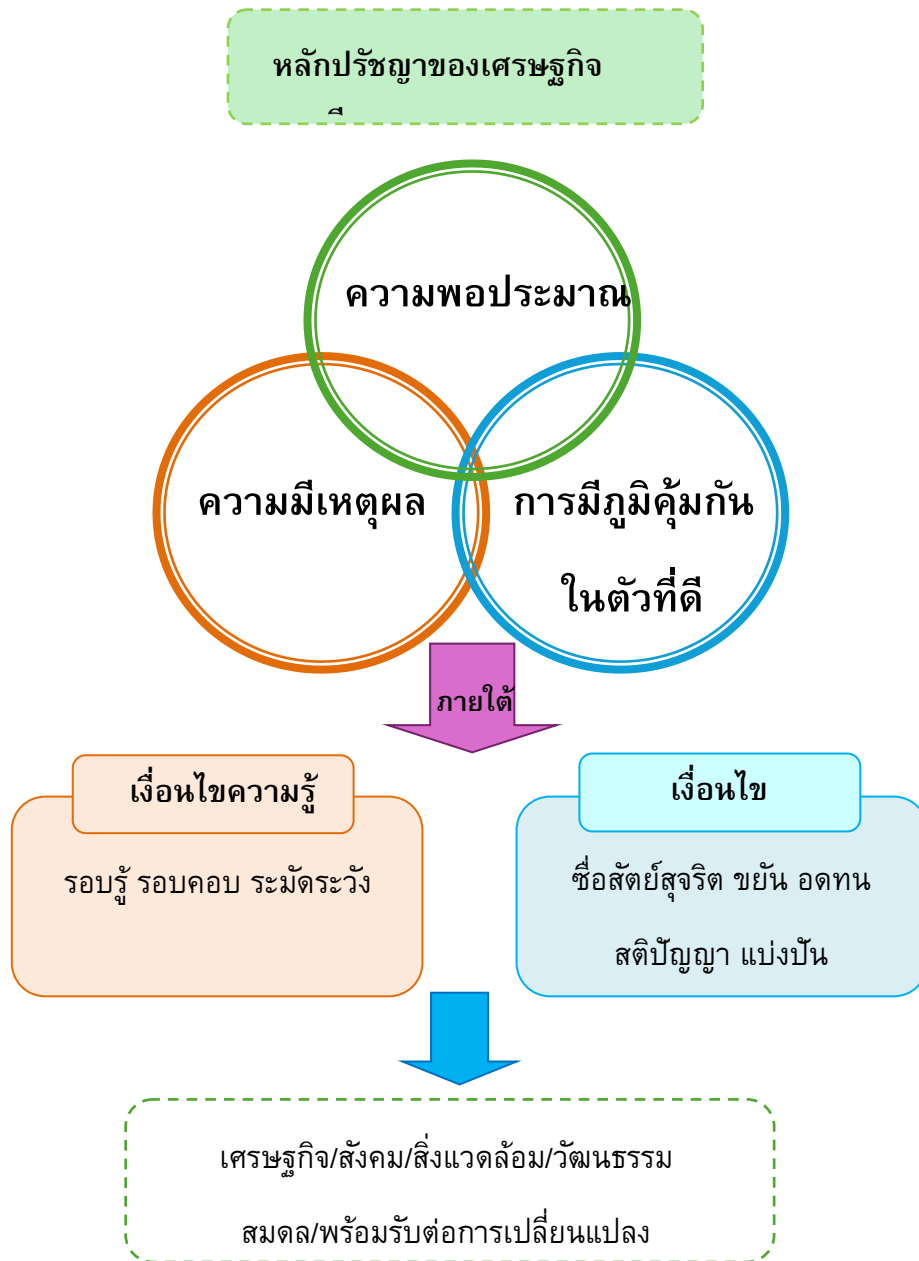 หลักปรัชญาของเศรษฐกิจ
ความพอประมาณ
ความมีเหตุผล
การมีภูมิคุ้มกัน
ในตัวที่ดี
ภายใต้
เงื่อนไขความรู้
เงื่อนไข
รอบรู้ รอบคอบ ระมัดระวัง
ซื่อสัตย์สุจริต ขยัน อดทน
สติปัญญา แบ่งปัน
เศรษฐกิจ/สังคม/สิ่งแวดล้อม/วัฒนธรรม
สมดล/พร้อมรับต่อการเปลี่ยนแปลง